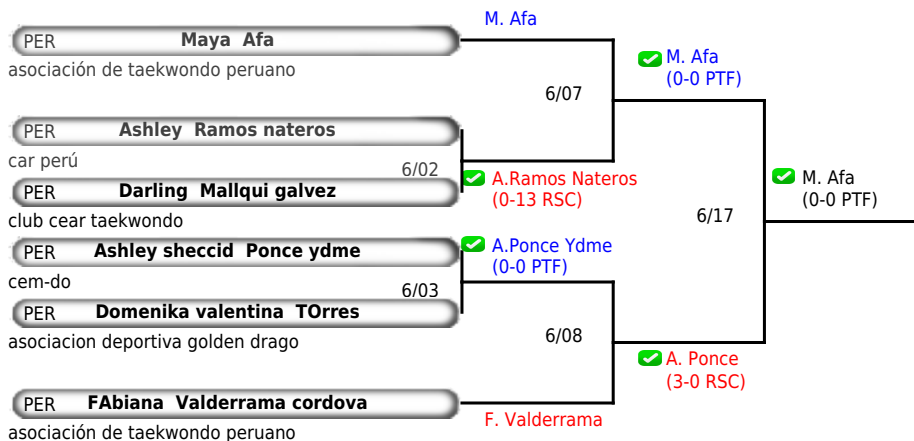 M. Afa
PER Maya Afa
asociación de taekwondo peruano
M. Afa
(0-0 PTF)
6/07
PER Ashley Ramos nateros
car perú
6/02
A.Ramos Nateros
(0-13 RSC)
PER Darling Mallqui galvez
club cear taekwondo
M. Afa
(0-0 PTF)
6/17
PER Ashley sheccid Ponce ydme
cem-do
A.Ponce Ydme
(0-0 PTF)
6/03
PER Domenika valentina TOrres
asociacion deportiva golden drago
6/08
A. Ponce
(3-0 RSC)
PER FAbiana Valderrama cordova
F. Valderrama
asociación de taekwondo peruano